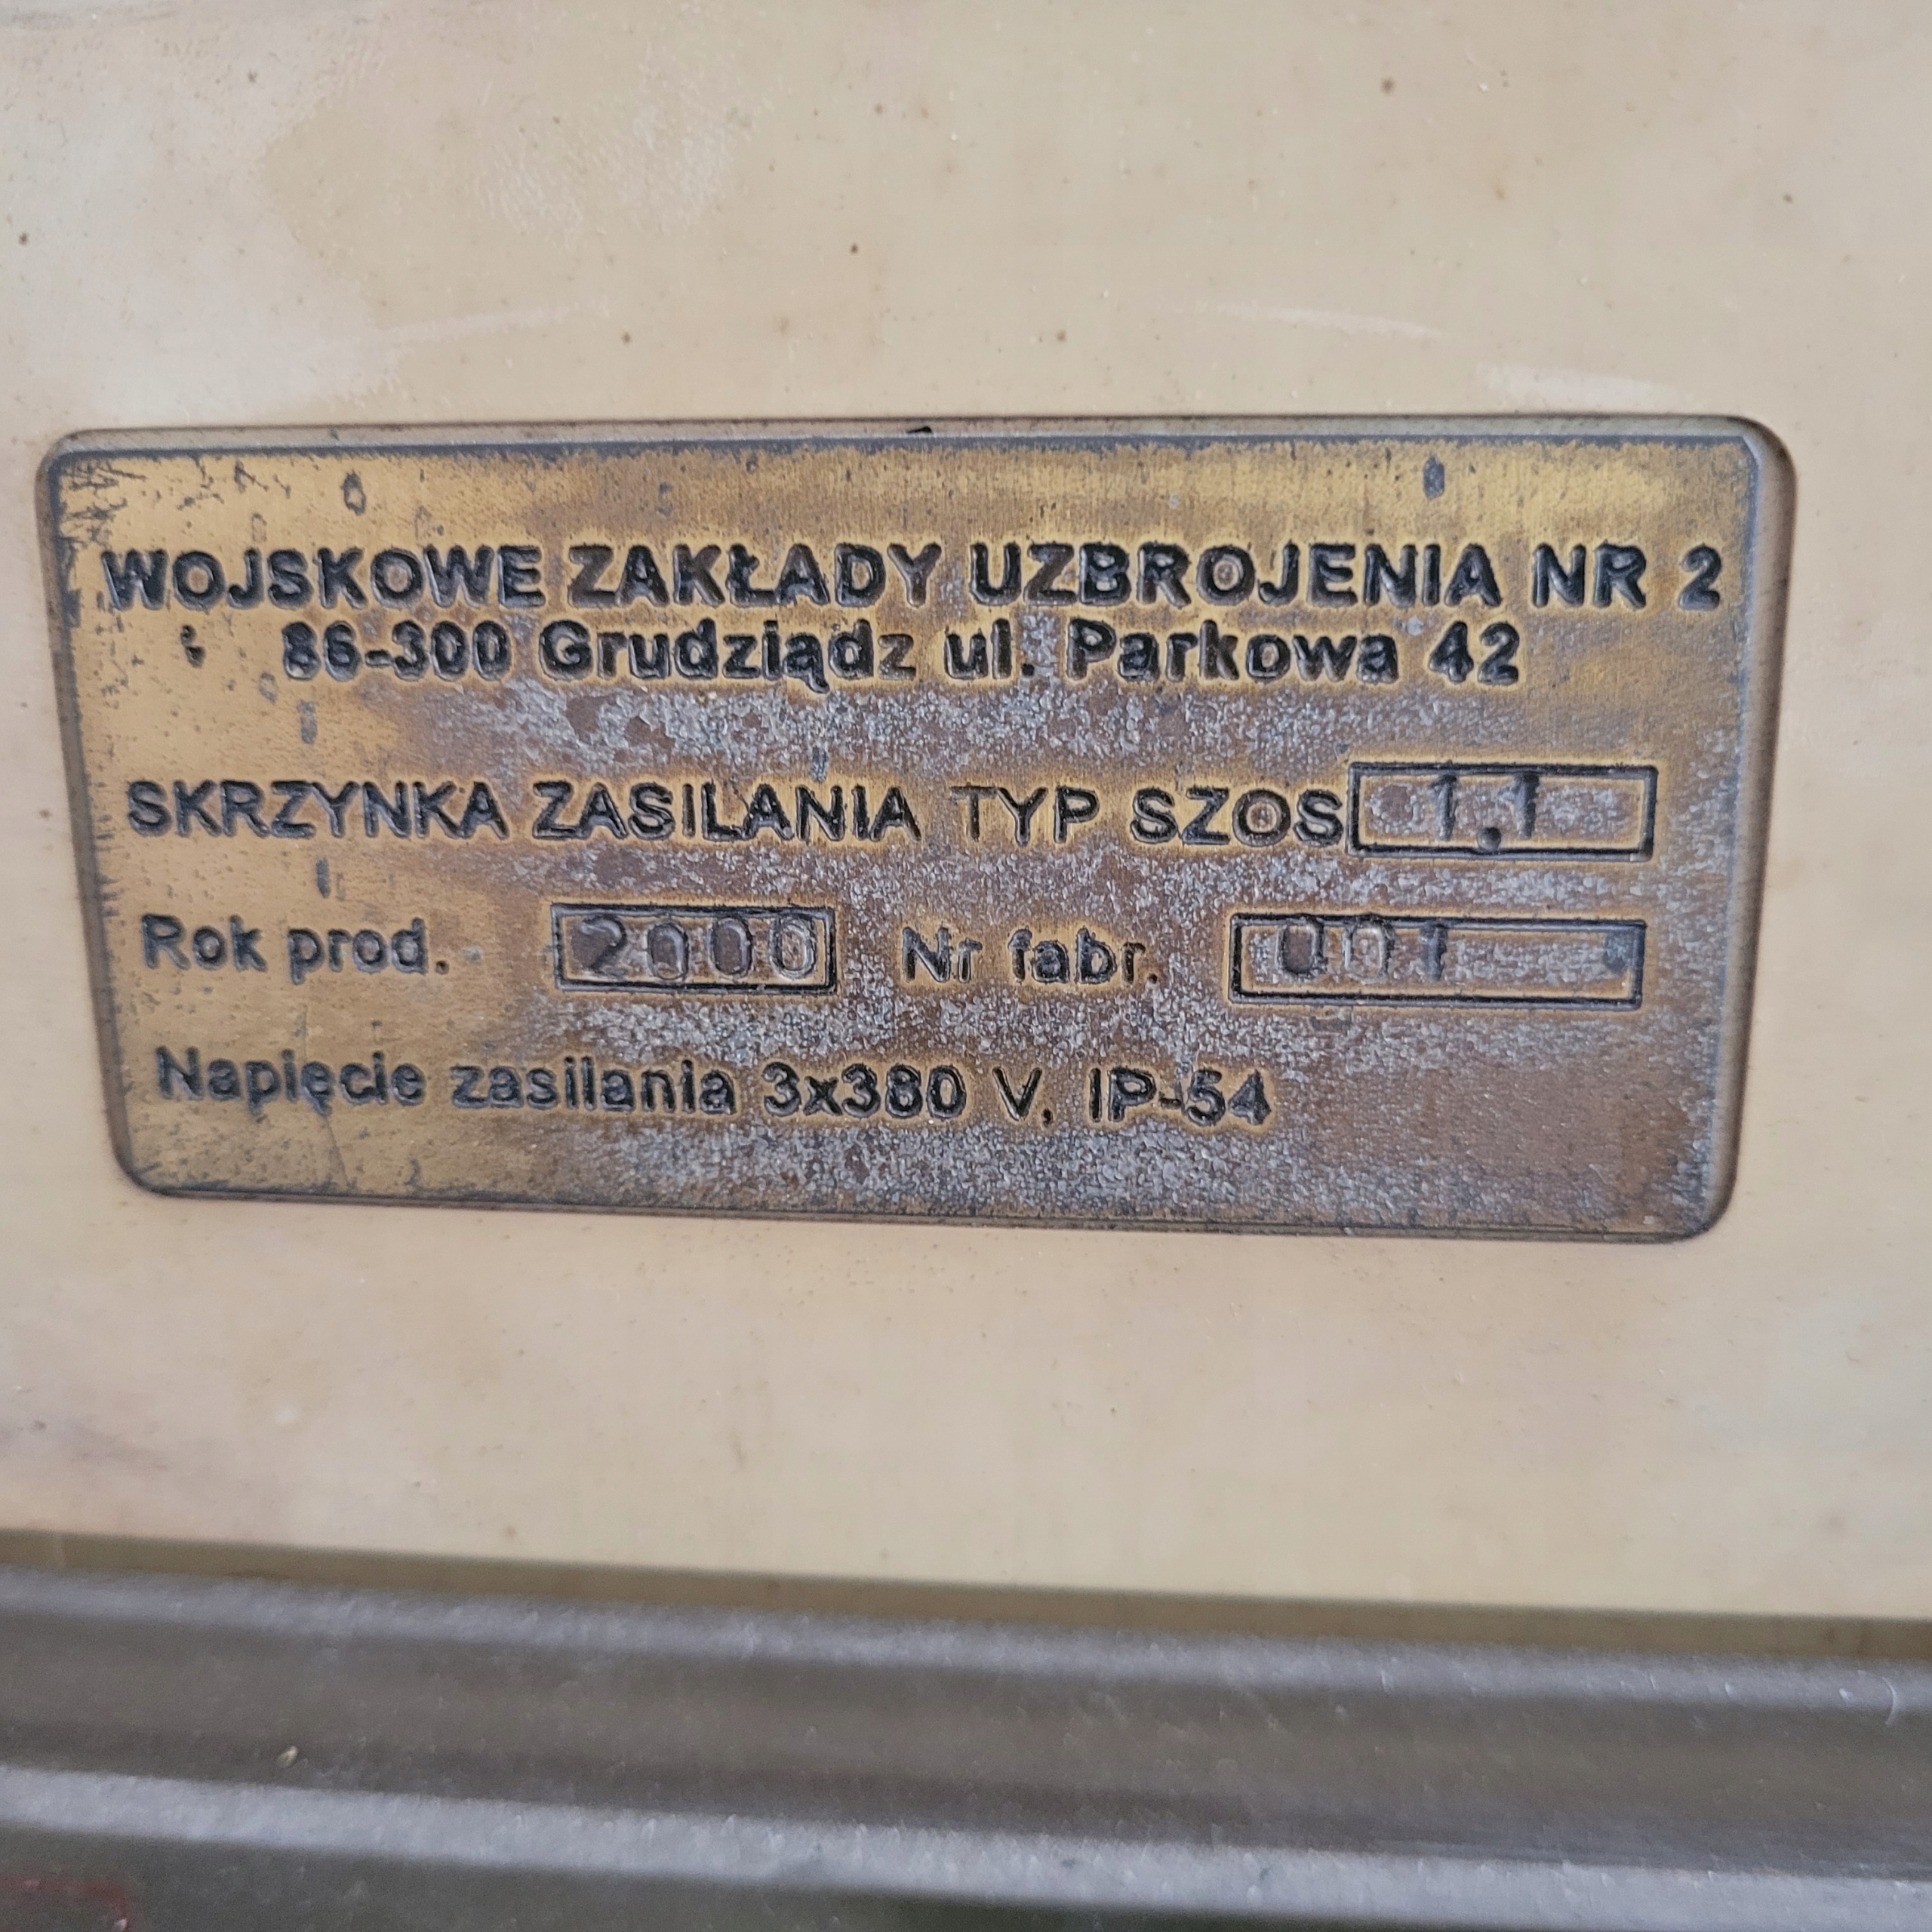 WOJSKOWE ZAKŁADY UZBROJENIA NR 2
86-300 Grudziądz ul. Parkowa 42
SKRZYNKA ZASILANIA TYP SZOS 1.1
Rok prod. 2000 Nr fabr. 001
Napięcie zasilania 3x380 V, IP-54